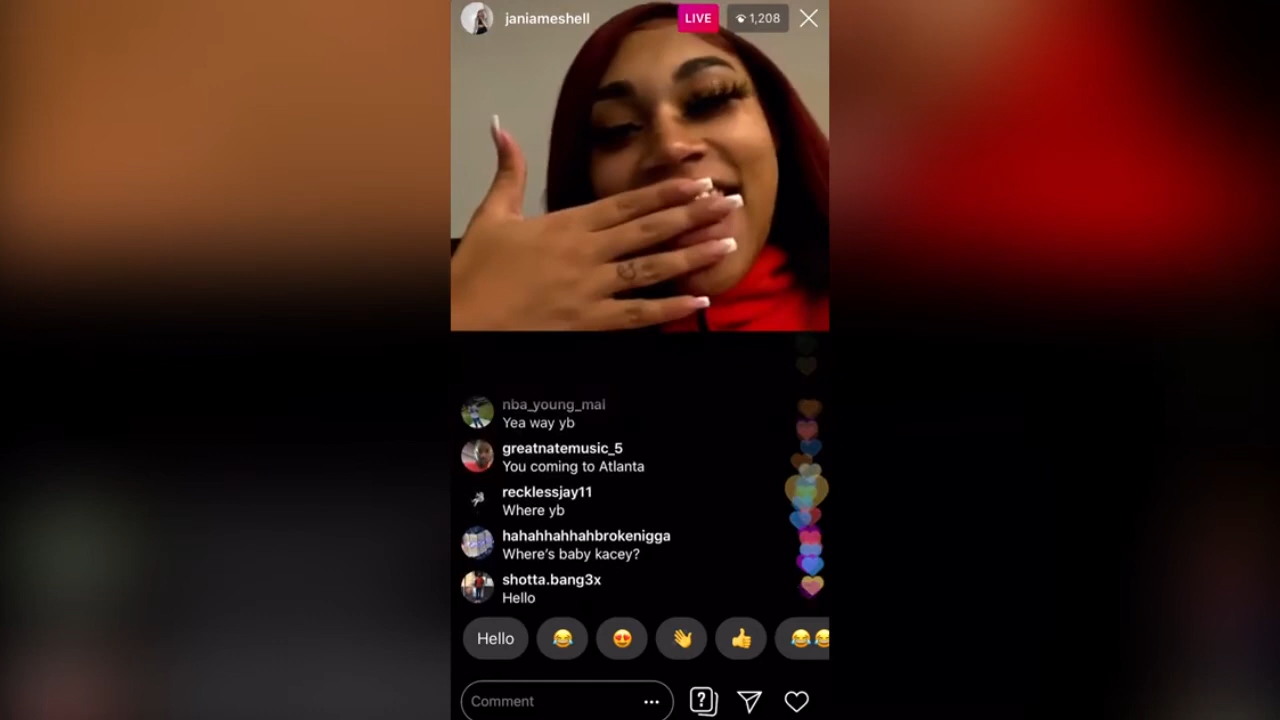 janiameshell
LIVE
1,208
nba_young_mal
Yea way yb
greatnatemusic_5
You coming to Atlanta
recklessjay11
Where yb
hahahhahhahbrokenigga
Where's baby kacey?
shotta.bang3x
Hello
Hello
Comment